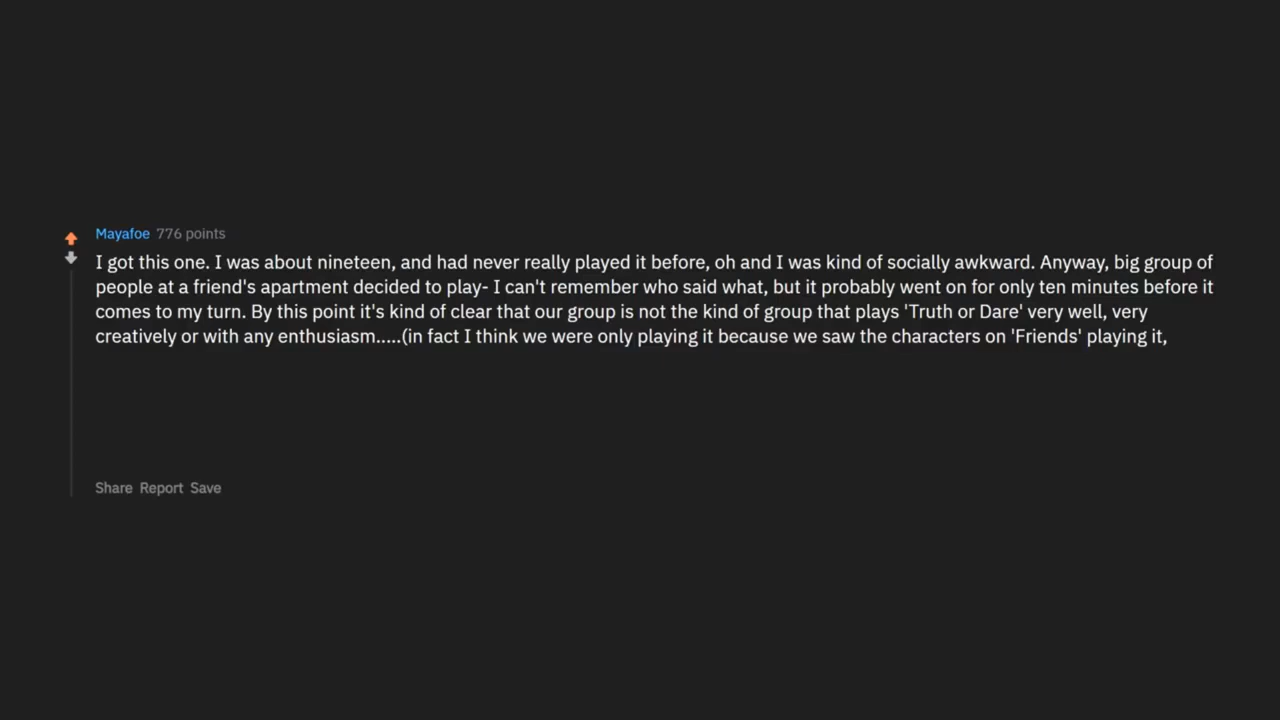 Mayafoe 776 points
I got this one. I was about nineteen, and had never really played it before, oh and I was kind of socially awkward. Anyway, big group of
people at a friend's apartment decided to play- I can't remember who said what, but it probably went on for only ten minutes before it
comes to my turn. By this point it's kind of clear that our group is not the kind of group that plays 'Truth or Dare' very well, very
creatively or with any enthusiasm.....(in fact I think we were only playing it because we saw the characters on 'Friends' playing it,
Share Report Save